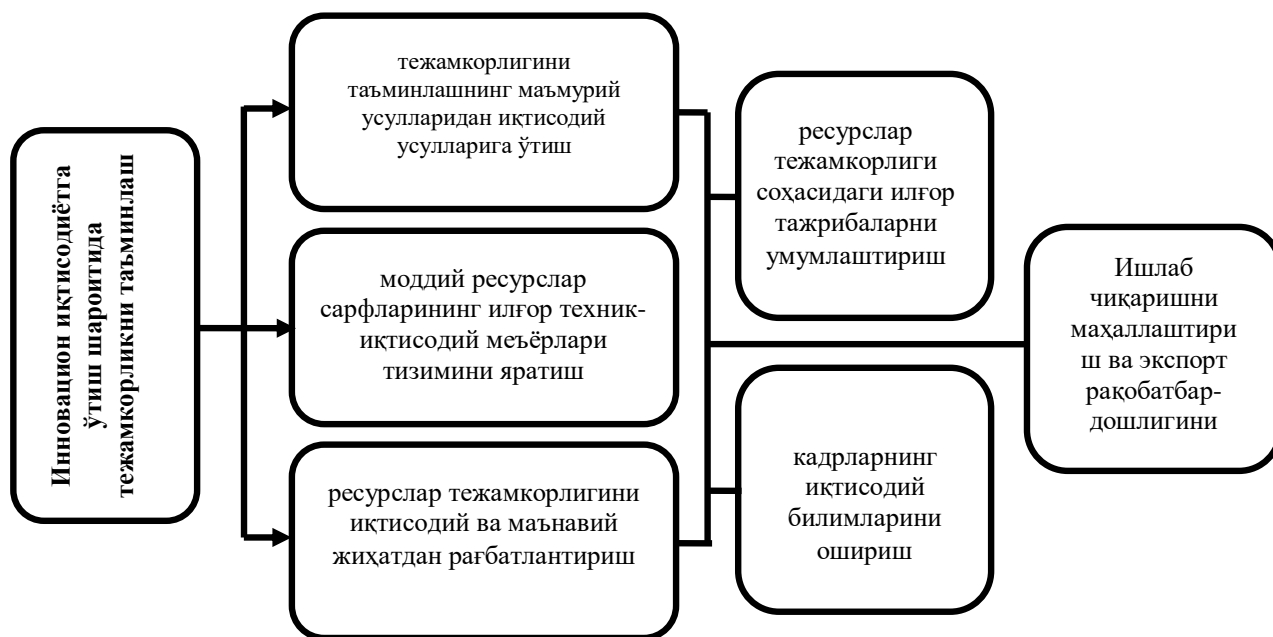 Инновацион иқтисодиётга
ўтиш шароитида
тежамкорликни таъминлаш
тежамкорлигини
таъминлашнинг маъмурий
усулларидан иқтисодий
усулларига ўтиш
моддий ресурслар
сарфларининг илғор техник-
иқтисодий меъёрлари
тизимини яратиш
ресурслар тежамкорлигини
иқтисодий ва маънавий
жиҳатдан рағбатлантириш
ресурслар
тежамкорлиги
соҳасидаги илғор
тажрибаларни
умумлаштириш
кадрларнинг
иқтисодий
билимларини
ошириш
Ишлаб
чиқаришни
маҳаллаштири
ш ва экспорт
рақобатбар-
дошлигини